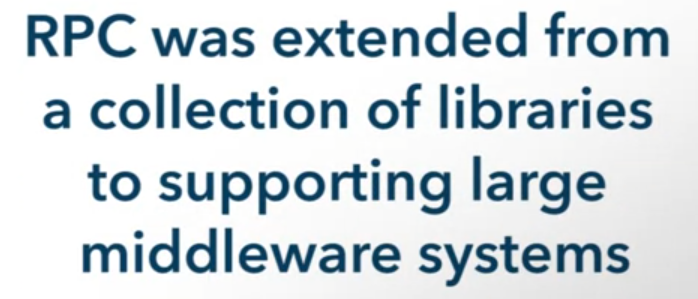 RPC was extended from
a collection of libraries
to supporting large
middleware systems